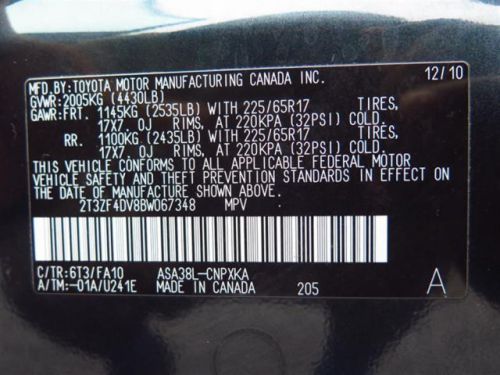 MFD.BY:TOYOTA MOTOR MANUFACTURING CANADA INC. 12/10
GVWR:2005KG (4430LB)
GAWR:FRT. 1145KG (2535LB) WITH 225/65R17 TIRES,
17X7 0J RIMS, AT 220KPA (32PSI) COLD.
RR. 1100KG (2435LB) WITH 225/65R17 TIRES,
17X7 0J RIMS, AT 220KPA (32PSI) COLD.
THIS VEHICLE CONFORMS TO ALL APPLICABLE FEDERAL MOTOR
VEHICLE SAFETY AND THEFT PREVENTION STANDARDS IN EFFECT ON
THE DATE OF MANUFACTURE SHOWN ABOVE.
2T3ZF4DV8BW067348 MPV
C/TR:6T3/FA10 ASA38L-CNPXKA
A/TM:-01A/U241E MADE IN CANADA 205 A